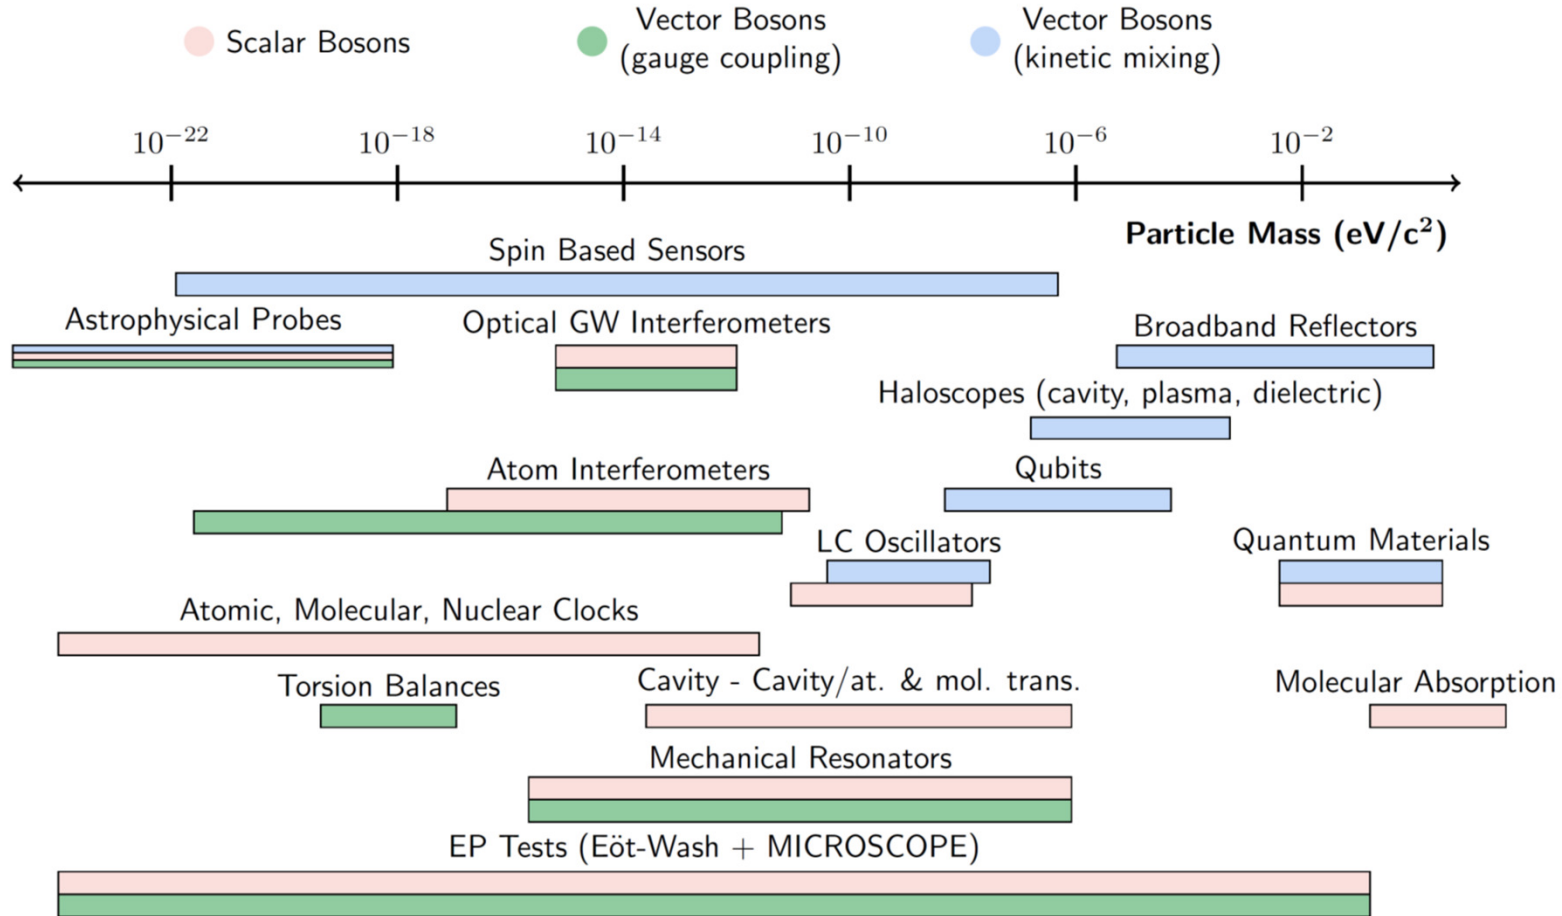 Scalar Bosons
Vector Bosons
(gauge coupling)
Vector Bosons
(kinetic mixing)
10⁻²² 10⁻¹⁸ 10⁻¹⁴ 10⁻¹⁰ 10⁻⁶ 10⁻²
Particle Mass (eV/c²)
Spin Based Sensors
Astrophysical Probes
Optical GW Interferometers
Broadband Reflectors
Haloscopes (cavity, plasma, dielectric)
Atom Interferometers
Qubits
LC Oscillators
Quantum Materials
Atomic, Molecular, Nuclear Clocks
Torsion Balances
Cavity - Cavity/at. & mol. trans.
Molecular Absorption
Mechanical Resonators
EP Tests (Eöt-Wash + MICROSCOPE)